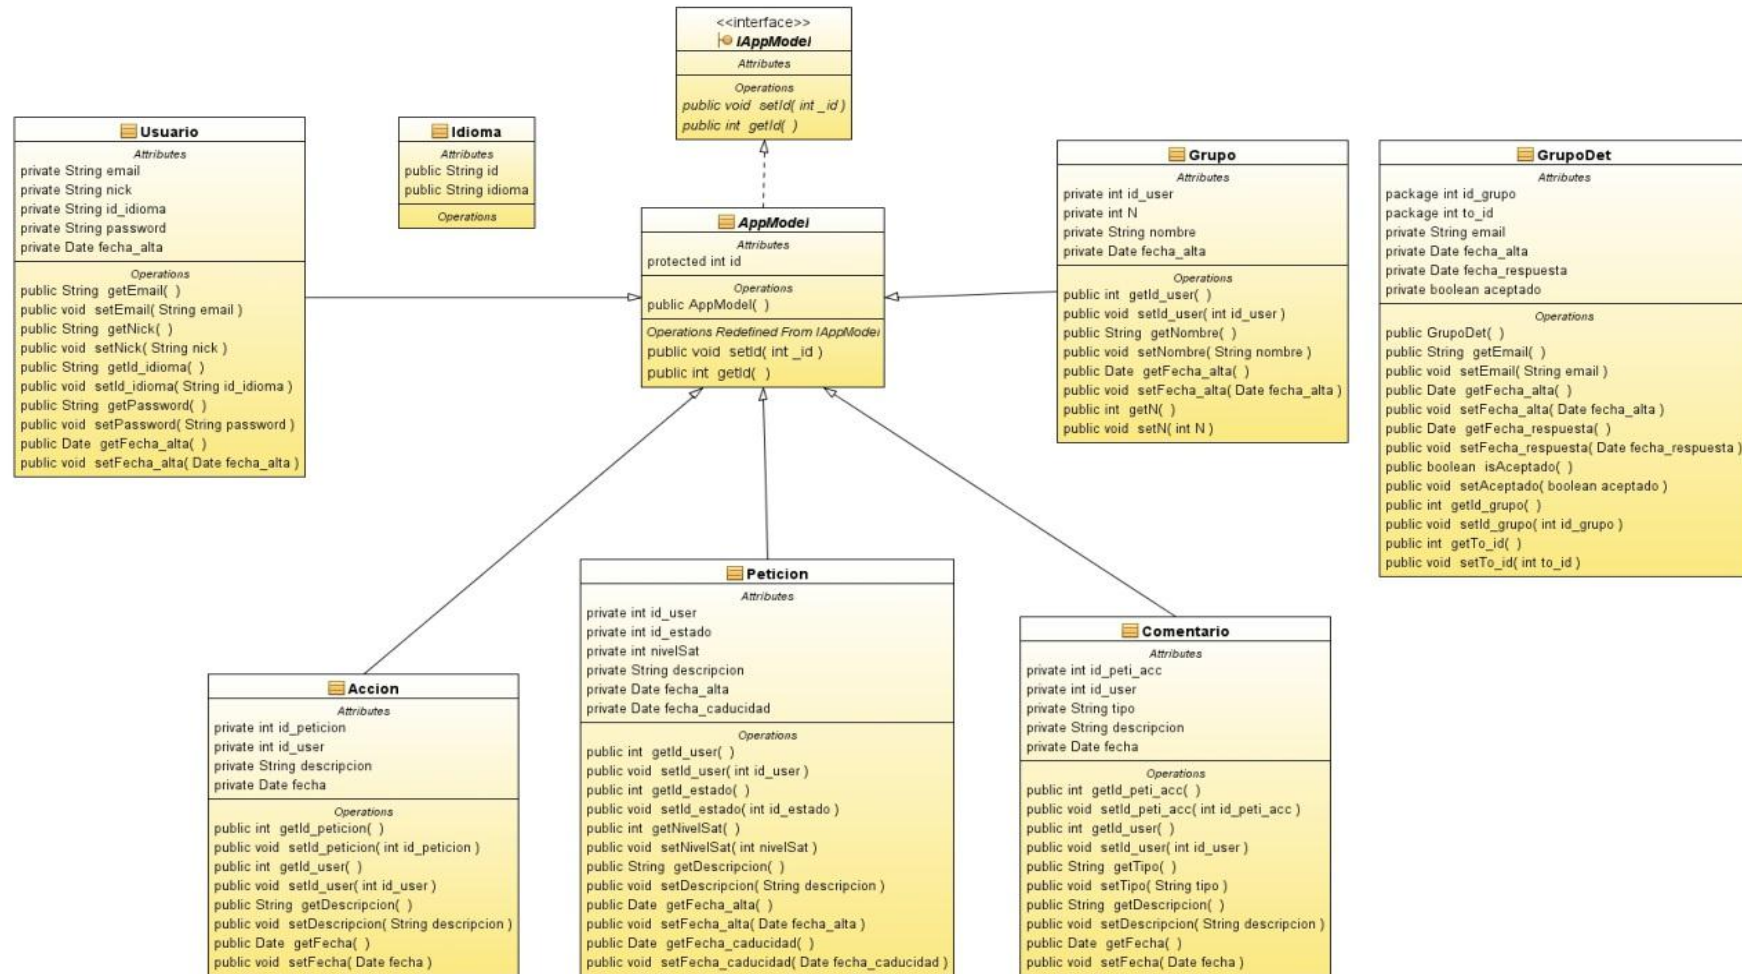 <<interface>>
IAppModel
Attributes
Operations
public void setId( int _id )
public int getId( )
Usuario
Attributes
private String email
private String nick
private String id_idioma
private String password
private Date fecha_alta
Operations
public String getEmail( )
public void setEmail( String email )
public String getNick( )
public void setNick( String nick )
public String getId_idioma( )
public void setId_idioma( String id_idioma )
public String getPassword( )
public void setPassword( String password )
public Date getFecha_alta( )
public void setFecha_alta( Date fecha_alta )
Idioma
Attributes
public String id
public String idioma
Operations
AppModel
Attributes
protected int id
Operations
public AppModel( )
Operations Redefined From IAppModel
public void setId( int _id )
public int getId( )
Grupo
Attributes
private int id_user
private int N
private String nombre
private Date fecha_alta
Operations
public int getId_user( )
public void setId_user( int id_user )
public String getNombre( )
public void setNombre( String nombre )
public Date getFecha_alta( )
public void setFecha_alta( Date fecha_alta )
public int getN( )
public void setN( int N )
GrupoDet
Attributes
package int id_grupo
package int to_id
private String email
private Date fecha_alta
private Date fecha_respuesta
private boolean aceptado
Operations
public GrupoDet( )
public String getEmail( )
public void setEmail( String email )
public Date getFecha_alta( )
public void setFecha_alta( Date fecha_alta )
public Date getFecha_respuesta( )
public void setFecha_respuesta( Date fecha_respuesta )
public boolean isAceptado( )
public void setAceptado( boolean aceptado )
public int getId_grupo( )
public void setId_grupo( int id_grupo )
public int getTo_id( )
public void setTo_id( int to_id )
Accion
Attributes
private int id_peticion
private int id_user
private String descripcion
private Date fecha
Operations
public int getId_peticion( )
public void setId_peticion( int id_peticion )
public int getId_user( )
public void setId_user( int id_user )
public String getDescripcion( )
public void setDescripcion( String descripcion )
public Date getFecha( )
public void setFecha( Date fecha )
Peticion
Attributes
private int id_user
private int id_estado
private int nivelSat
private String descripcion
private Date fecha_alta
private Date fecha_caducidad
Operations
public int getId_user( )
public void setId_user( int id_user )
public int getId_estado( )
public void setId_estado( int id_estado )
public int getNivelSat( )
public void setNivelSat( int nivelSat )
public String getDescripcion( )
public void setDescripcion( String descripcion )
public Date getFecha_alta( )
public void setFecha_alta( Date fecha_alta )
public Date getFecha_caducidad( )
public void setFecha_caducidad( Date fecha_caducidad )
Comentario
Attributes
private int id_peti_acc
private int id_user
private String tipo
private String descripcion
private Date fecha
Operations
public int getId_peti_acc( )
public void setId_peti_acc( int id_peti_acc )
public int getId_user( )
public void setId_user( int id_user )
public String getTipo( )
public void setTipo( String tipo )
public String getDescripcion( )
public void setDescripcion( String descripcion )
public Date getFecha( )
public void setFecha( Date fecha )